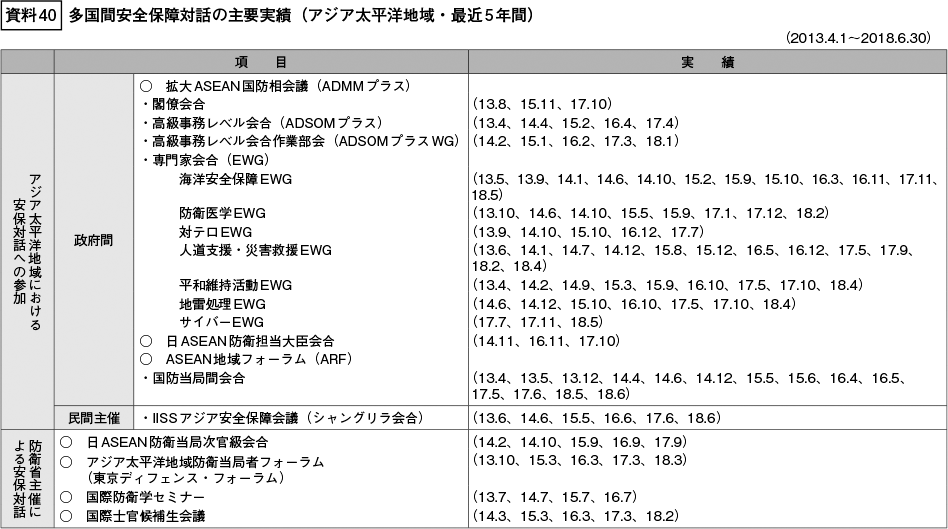 資料40 多国間安全保障対話の主要実績（アジア太平洋地域・最近5年間）
（2013.4.1～2018.6.30）
項　　目　実　　績
アジア太平洋地域における
安保対話への参加
政府間
○　拡大ASEAN国防相会議（ADMMプラス）
・閣僚会合　（13.8、15.11、17.10）
・高級事務レベル会合（ADSOMプラス）　（13.4、14.4、15.2、16.4、17.4）
・高級事務レベル会合作業部会（ADSOMプラスWG）　（14.2、15.1、16.2、17.3、18.1）
・専門家会合（EWG）
海洋安全保障EWG　（13.5、13.9、14.1、14.6、14.10、15.2、15.9、15.10、16.3、16.11、17.11、
18.5）
防衛医学EWG　（13.10、14.6、14.10、15.5、15.9、17.1、17.12、18.2）
対テロEWG　（13.9、14.10、15.10、16.12、17.7）
人道支援・災害救援EWG　（13.6、14.1、14.7、14.12、15.8、15.12、16.5、16.12、17.5、17.9、
18.2、18.4）
平和維持活動EWG　（13.4、14.2、14.9、15.3、15.9、16.10、17.5、17.10、18.4）
地雷処理EWG　（14.6、14.12、15.10、16.10、17.5、17.10、18.4）
サイバーEWG　（17.7、17.11、18.5）
○　日ASEAN防衛担当大臣会合　（14.11、16.11、17.10）
○　ASEAN地域フォーラム（ARF）
・国防当局間会合　（13.4、13.5、13.12、14.4、14.6、14.12、15.5、15.6、16.4、16.5、
17.5、17.6、18.5、18.6）
民間主催　・IISSアジア安全保障会議（シャングリラ会合）　（13.6、14.6、15.5、16.6、17.6、18.6）
防衛省主催に
よる安保対話
○　日ASEAN防衛当局次官級会合　（14.2、14.10、15.9、16.9、17.9）
○　アジア太平洋地域防衛当局者フォーラム　（13.10、15.3、16.3、17.3、18.3）
（東京ディフェンス・フォーラム）
○　国際防衛学セミナー　（13.7、14.7、15.7、16.7）
○　国際士官候補生会議　（14.3、15.3、16.3、17.3、18.2）